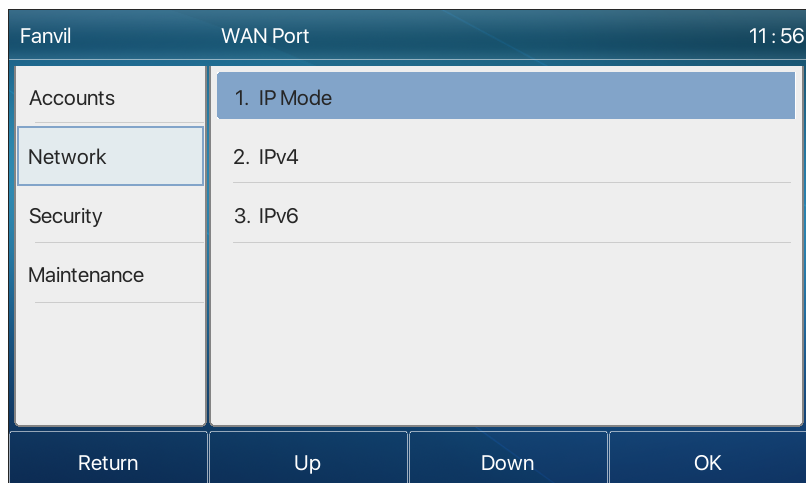 Fanvil WAN Port 11 : 56
Accounts
Network
Security
Maintenance
1. IP Mode
2. IPv4
3. IPv6
Return Up Down OK